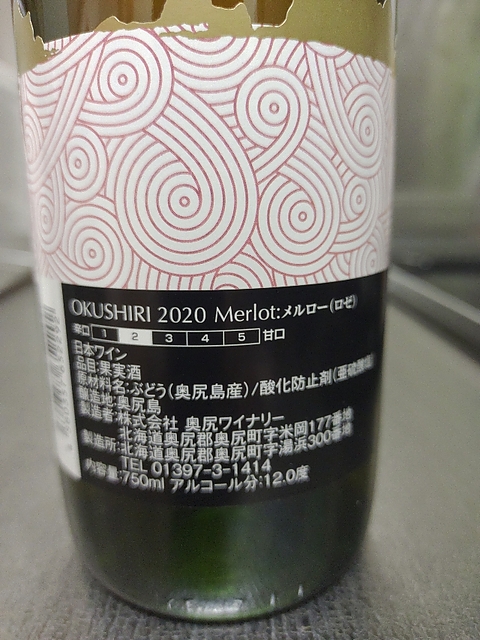 OKUSHIRI 2020 Merlot:メルロー(ロゼ)
辛口 1 2 3 4 5 甘口
日本ワイン
品目:果実酒
原材料名:ぶどう(奥尻島産)/酸化防止剤(亜硫酸塩)
製造地:奥尻島
製造者:株式会社 奥尻ワイナリー
北海道奥尻郡奥尻町字米岡177番地
製造所:北海道奥尻郡奥尻町字湯浜300番地
TEL 01397-3-1414
内容量:750ml アルコール分:12.0度